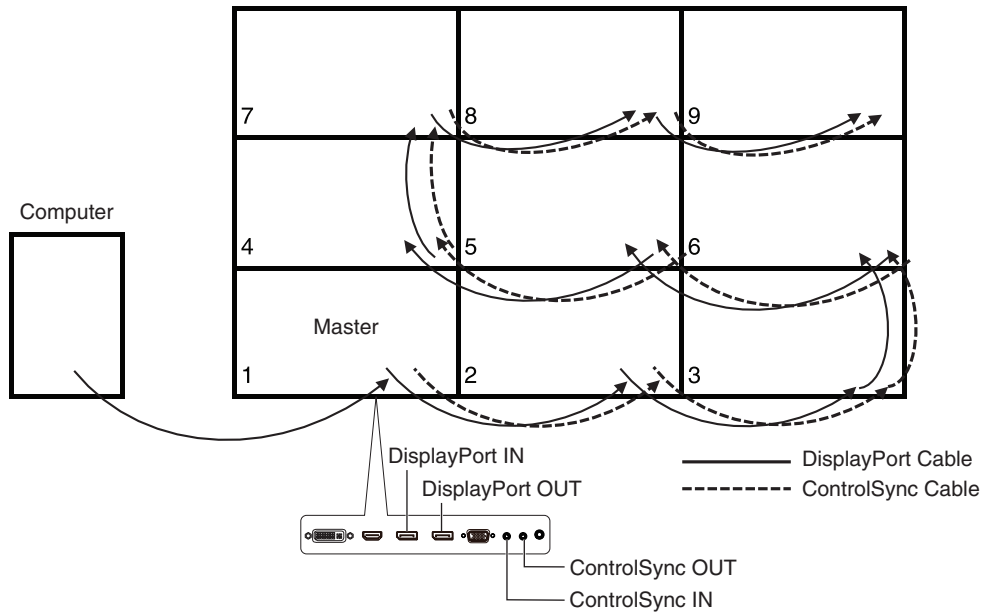 7
8
9
Computer
4
5
6
Master
1
2
3
DisplayPort IN
DisplayPort Cable
DisplayPort OUT
ControlSync Cable
ControlSync OUT
ControlSync IN